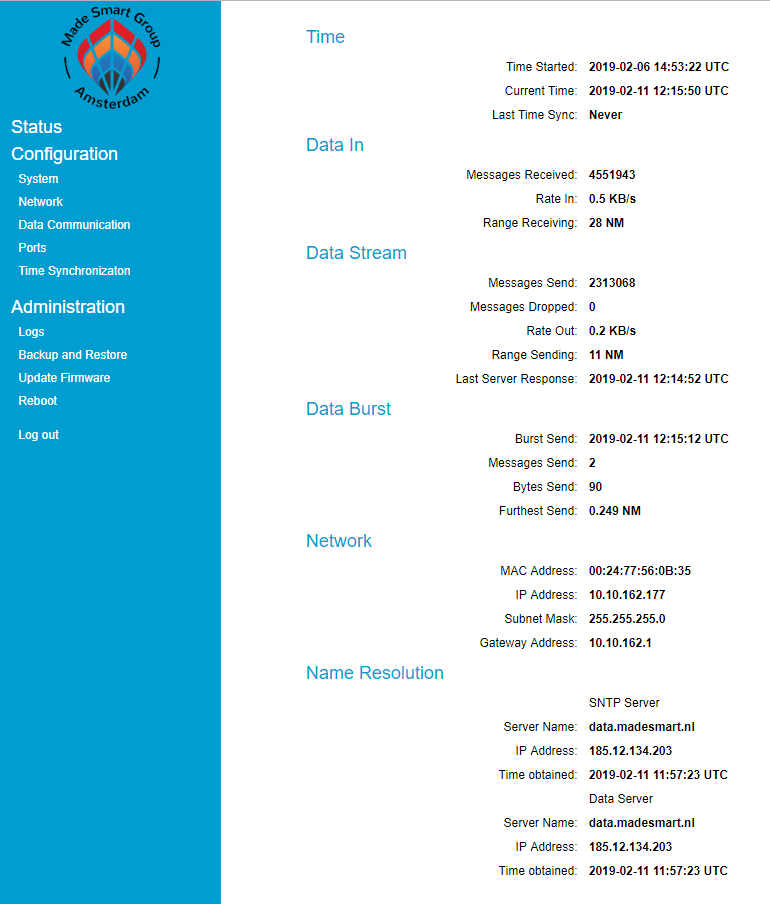 Made Smart Group
Amsterdam
Status
Configuration
System
Network
Data Communication
Ports
Time Synchronizaton
Administration
Logs
Backup and Restore
Update Firmware
Reboot
Log out
Time
Time Started: 2019-02-06 14:53:22 UTC
Current Time: 2019-02-11 12:15:50 UTC
Last Time Sync: Never
Data In
Messages Received: 4551943
Rate In: 0.5 KB/s
Range Receiving: 28 NM
Data Stream
Messages Send: 2313068
Messages Dropped: 0
Rate Out: 0.2 KB/s
Range Sending: 11 NM
Last Server Response: 2019-02-11 12:14:52 UTC
Data Burst
Burst Send: 2019-02-11 12:15:12 UTC
Messages Send: 2
Bytes Send: 90
Furthest Send: 0.249 NM
Network
MAC Address: 00:24:77:56:0B:35
IP Address: 10.10.162.177
Subnet Mask: 255.255.255.0
Gateway Address: 10.10.162.1
Name Resolution
SNTP Server
Server Name: data.madesmart.nl
IP Address: 185.12.134.203
Time obtained: 2019-02-11 11:57:23 UTC
Data Server
Server Name: data.madesmart.nl
IP Address: 185.12.134.203
Time obtained: 2019-02-11 11:57:23 UTC